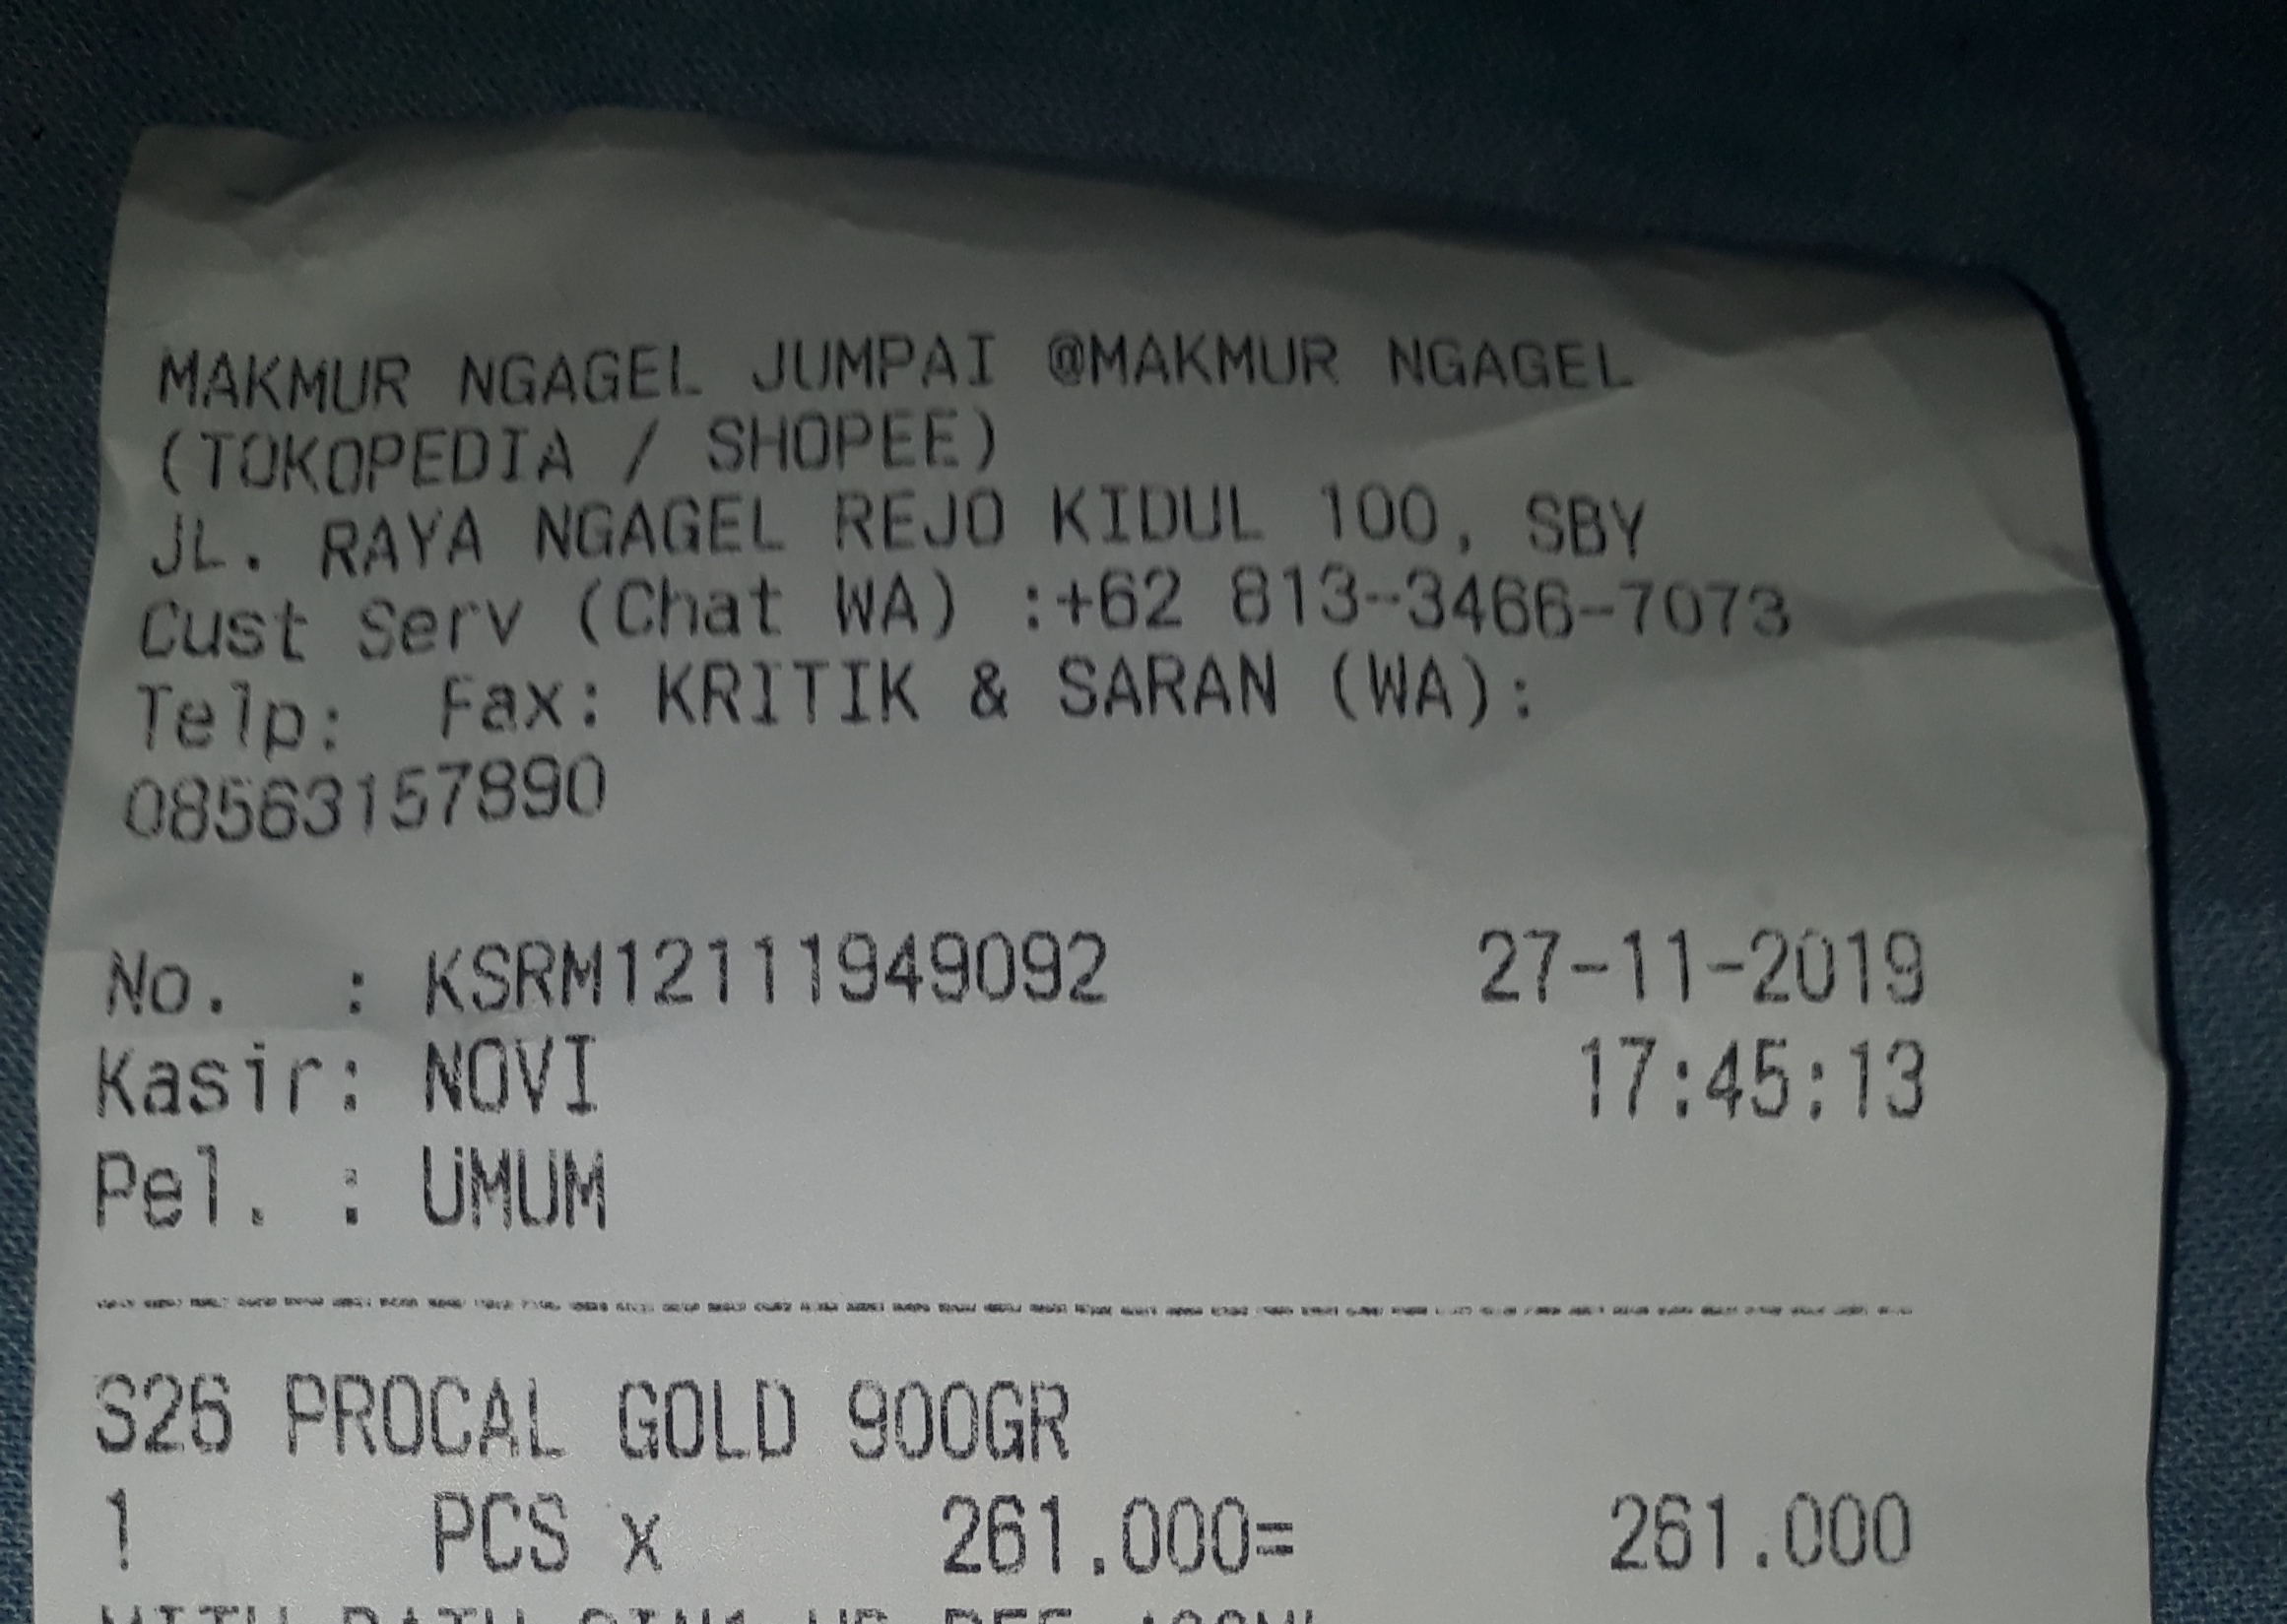 MAKMUR NGAGEL JUMPAI @MAKMUR NGAGEL
(TOKOPEDIA / SHOPEE)
JL. RAYA NGAGEL REJO KIDUL 100, SBY
Cust Serv (Chat WA) :+62 813-3466-7073
Telp: Fax: KRITIK & SARAN (WA):
08563157890
No. : KSRM12111949092 27-11-2019
Kasir: NOVI 17:45:13
Pel. : UMUM
S26 PROCAL GOLD 900GR
1 PCS x 261.000= 261.000